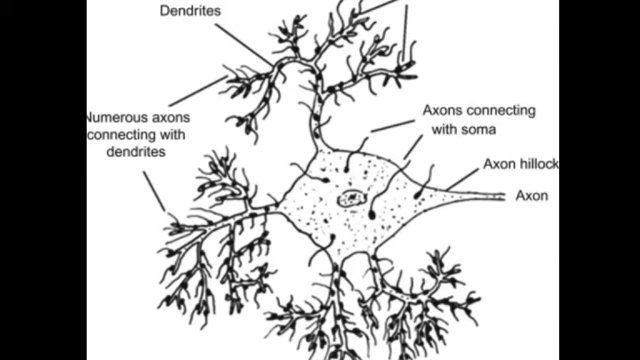 Dendrites
Numerous axons
connecting with
dendrites
Axons connecting
with soma
Axon hillock
Axon